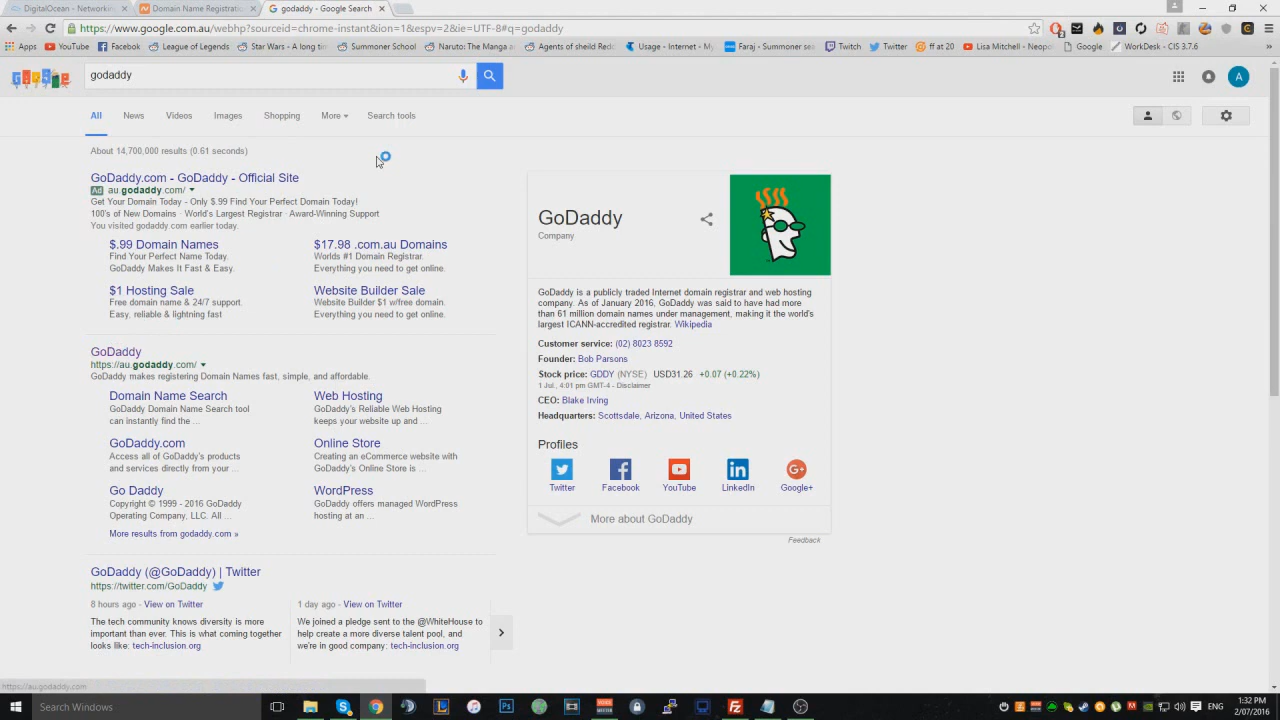 DigitalOcean - Networking
Domain Name Registratio
godaddy - Google Search
https://www.google.com.au/webhp?sourceid=chrome-instant&ion=1&espv=2&ie=UTF-8#q=godaddy
Apps YouTube Facebok League of Legends Star Wars - A long tim Summoner School Naruto: The Manga a Agents of sheild Redd Usage - Internet - My Faraj - Summoner sea Twitch Twitter ff at 20 Lisa Mitchell - Neopo Google WorkDesk - CIS 3.7.6 »
godaddy
A
All News Videos Images Shopping More Search tools
About 14,700,000 results (0.61 seconds)
GoDaddy.com - GoDaddy - Official Site
Ad au.godaddy.com/
Get Your Domain Today - Only $.99 Find Your Perfect Domain Today!
100's of New Domains · World's Largest Registrar · Award-Winning Support
You visited godaddy.com earlier today.
$.99 Domain Names
Find Your Perfect Name Today.
GoDaddy Makes It Fast & Easy.
$17.98 .com.au Domains
Worlds #1 Domain Registrar.
Everything you need to get online.
$1 Hosting Sale
Free domain name & 24/7 support.
Easy, reliable & lightning fast
Website Builder Sale
Website Builder $1 w/free domain.
Everything you need to get online.
GoDaddy
https://au.godaddy.com/
GoDaddy makes registering Domain Names fast, simple, and affordable.
Domain Name Search
GoDaddy Domain Name Search tool
can instantly find the ...
Web Hosting
GoDaddy's Reliable Web Hosting
keeps your website up and ...
GoDaddy.com
Access all of GoDaddy's products
and services directly from your ...
Online Store
Creating an eCommerce website with
GoDaddy's Online Store is ...
Go Daddy
Copyright © 1999 - 2016 GoDaddy
Operating Company, LLC. All ...
WordPress
GoDaddy offers managed WordPress
hosting at an ...
More results from godaddy.com »
GoDaddy (@GoDaddy) | Twitter
https://twitter.com/GoDaddy
8 hours ago - View on Twitter
The tech community knows diversity is more
important than ever. This is what coming together
looks like: tech-inclusion.org
1 day ago - View on Twitter
We joined a pledge sent to the @WhiteHouse to
help create a more diverse talent pool, and
we're in good company: tech-inclusion.org
GoDaddy
Company
GoDaddy is a publicly traded Internet domain registrar and web hosting
company. As of January 2016, GoDaddy was said to have had more
than 61 million domain names under management, making it the world's
largest ICANN-accredited registrar. Wikipedia
Customer service: (02) 8023 8592
Founder: Bob Parsons
Stock price: GDDY (NYSE) USD31.26 +0.07 (+0.22%)
1 Jul., 4:01 pm GMT-4 - Disclaimer
CEO: Blake Irving
Headquarters: Scottsdale, Arizona, United States
Profiles
Twitter Facebook YouTube LinkedIn Google+
More about GoDaddy
Feedback
https://au.godaddy.com
Search Windows
ENG
1:32 PM
2/07/2016